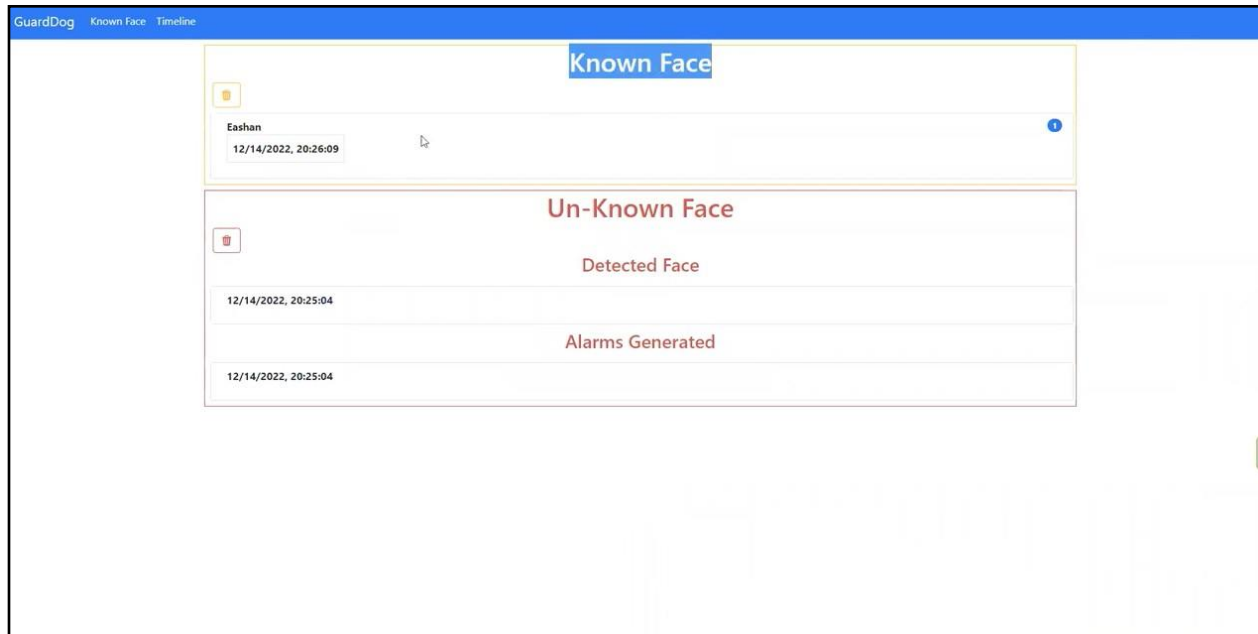 GuardDog Known Face Timeline
Known Face
Eashan
1
12/14/2022, 20:26:09
Un-Known Face
Detected Face
12/14/2022, 20:25:04
Alarms Generated
12/14/2022, 20:25:04